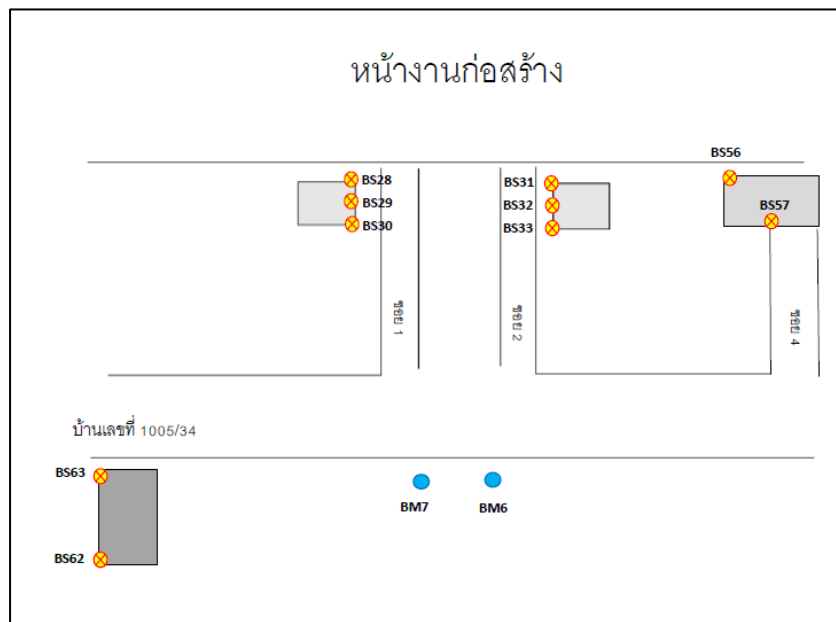 หน้างานก่อสร้าง
BS56
BS28
BS31
BS29
BS32
BS57
BS30
BS33
ซอย 1
ซอย 2
ซอย 4
บ้านเลขที่ 1005/34
BS63
BM7
BM6
BS62